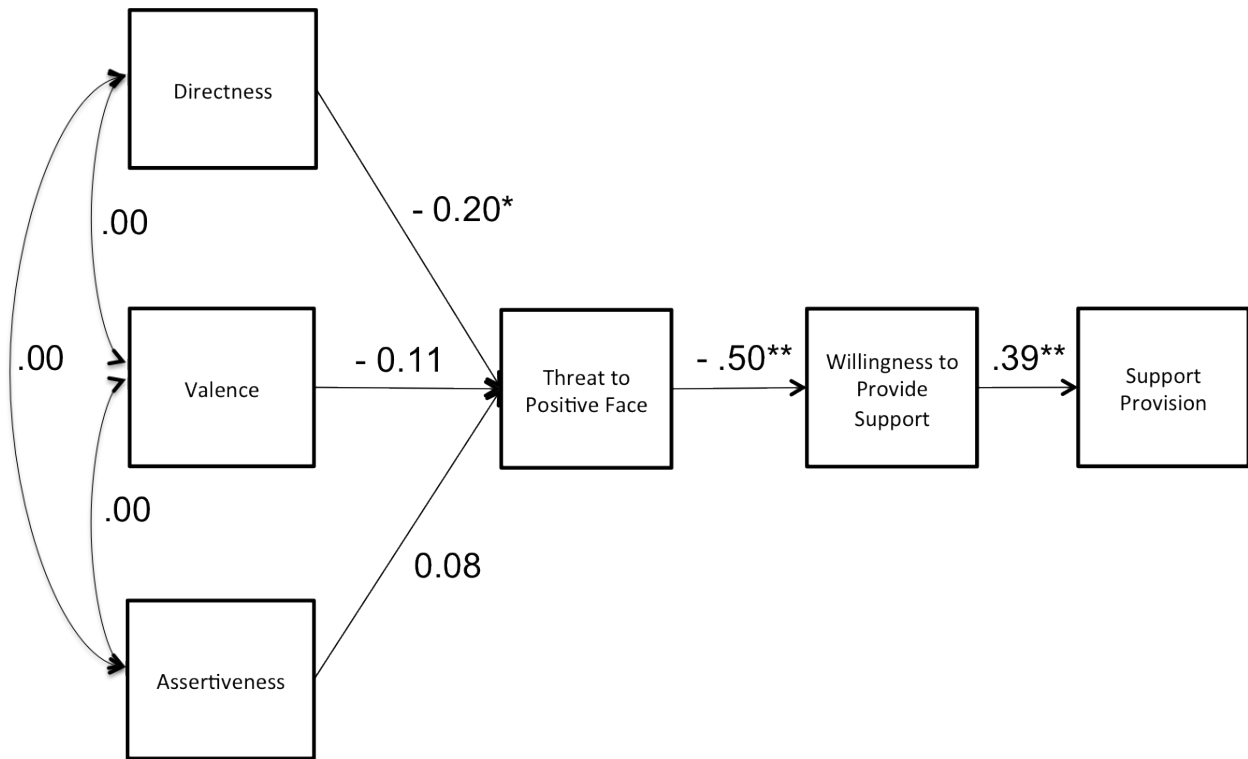 Directness
- 0.20*
.00
.00
Valence
- 0.11
Threat to
Positive Face
- .50**
Willingness to
Provide
Support
.39**
Support
Provision
.00
0.08
Assertiveness